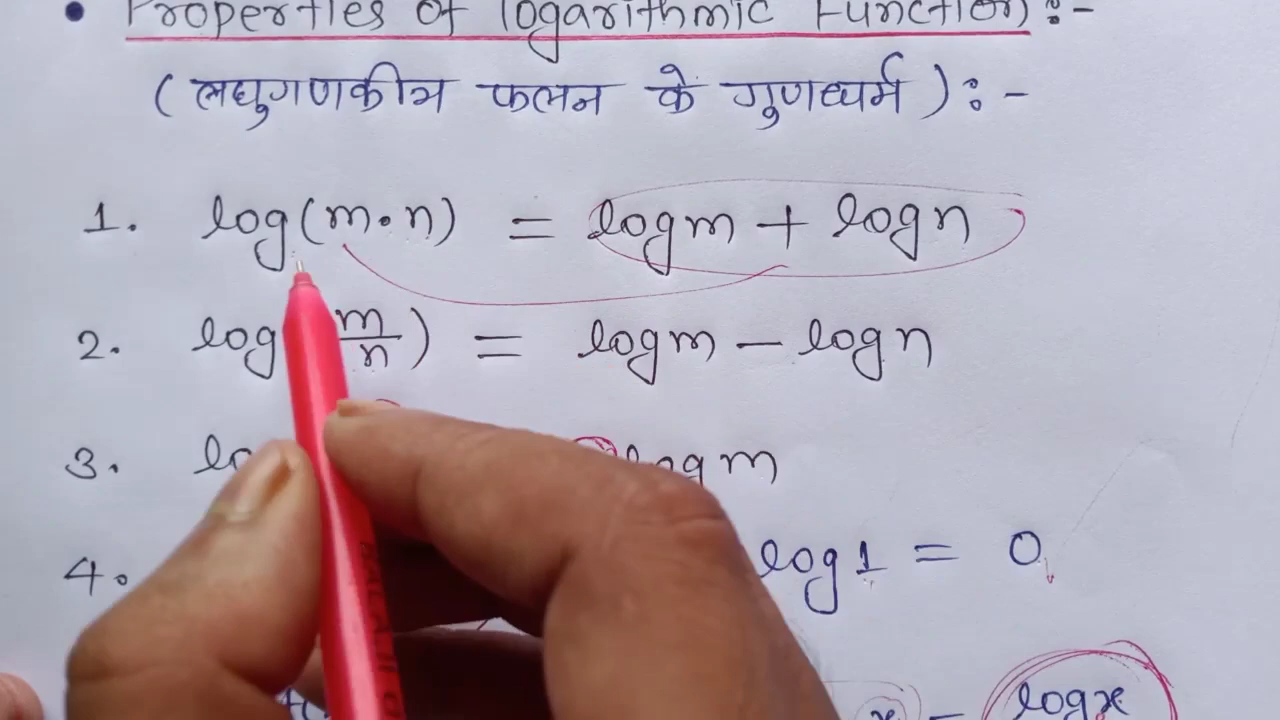 • Properties of logarithmic Function :-
( लघुगणकीय फलन के गुणधर्म ) :-
1. log(m·n) = logm + logn
2. log m/n) = logm - logn
3. logm
4. log1 = 0
x = logx